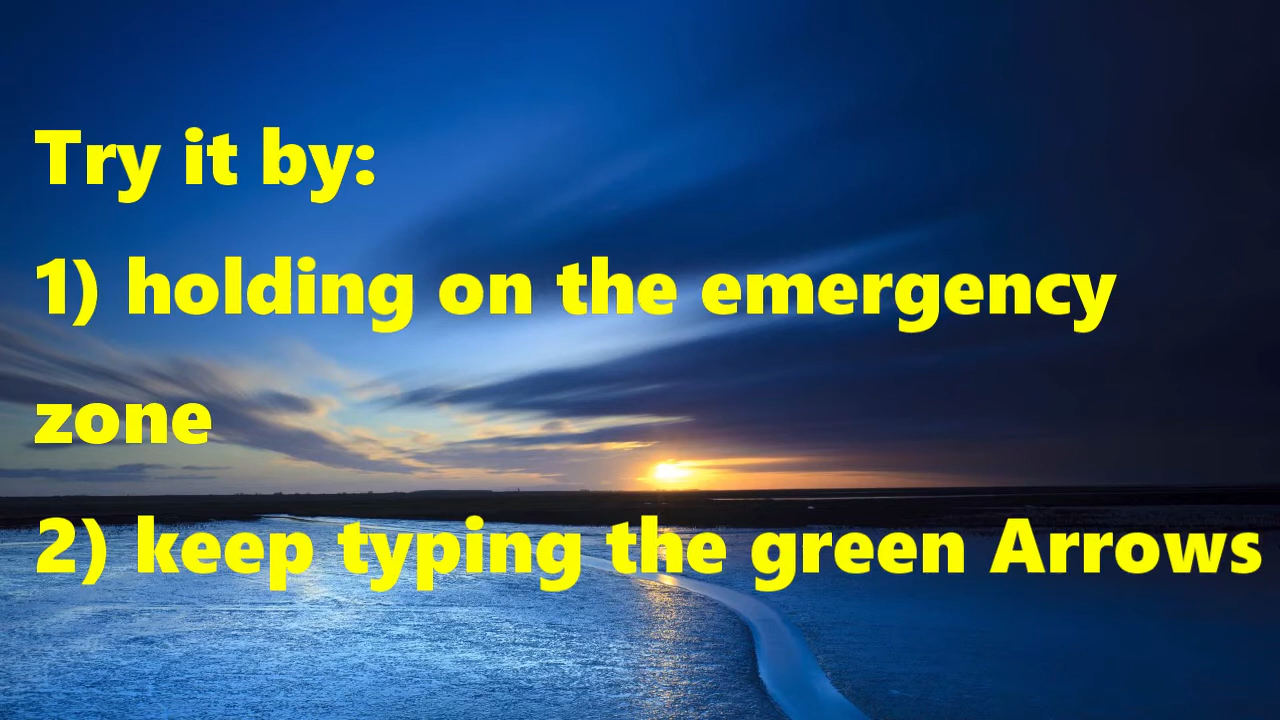 Try it by:
1) holding on the emergency
zone
2) keep typing the green Arrows